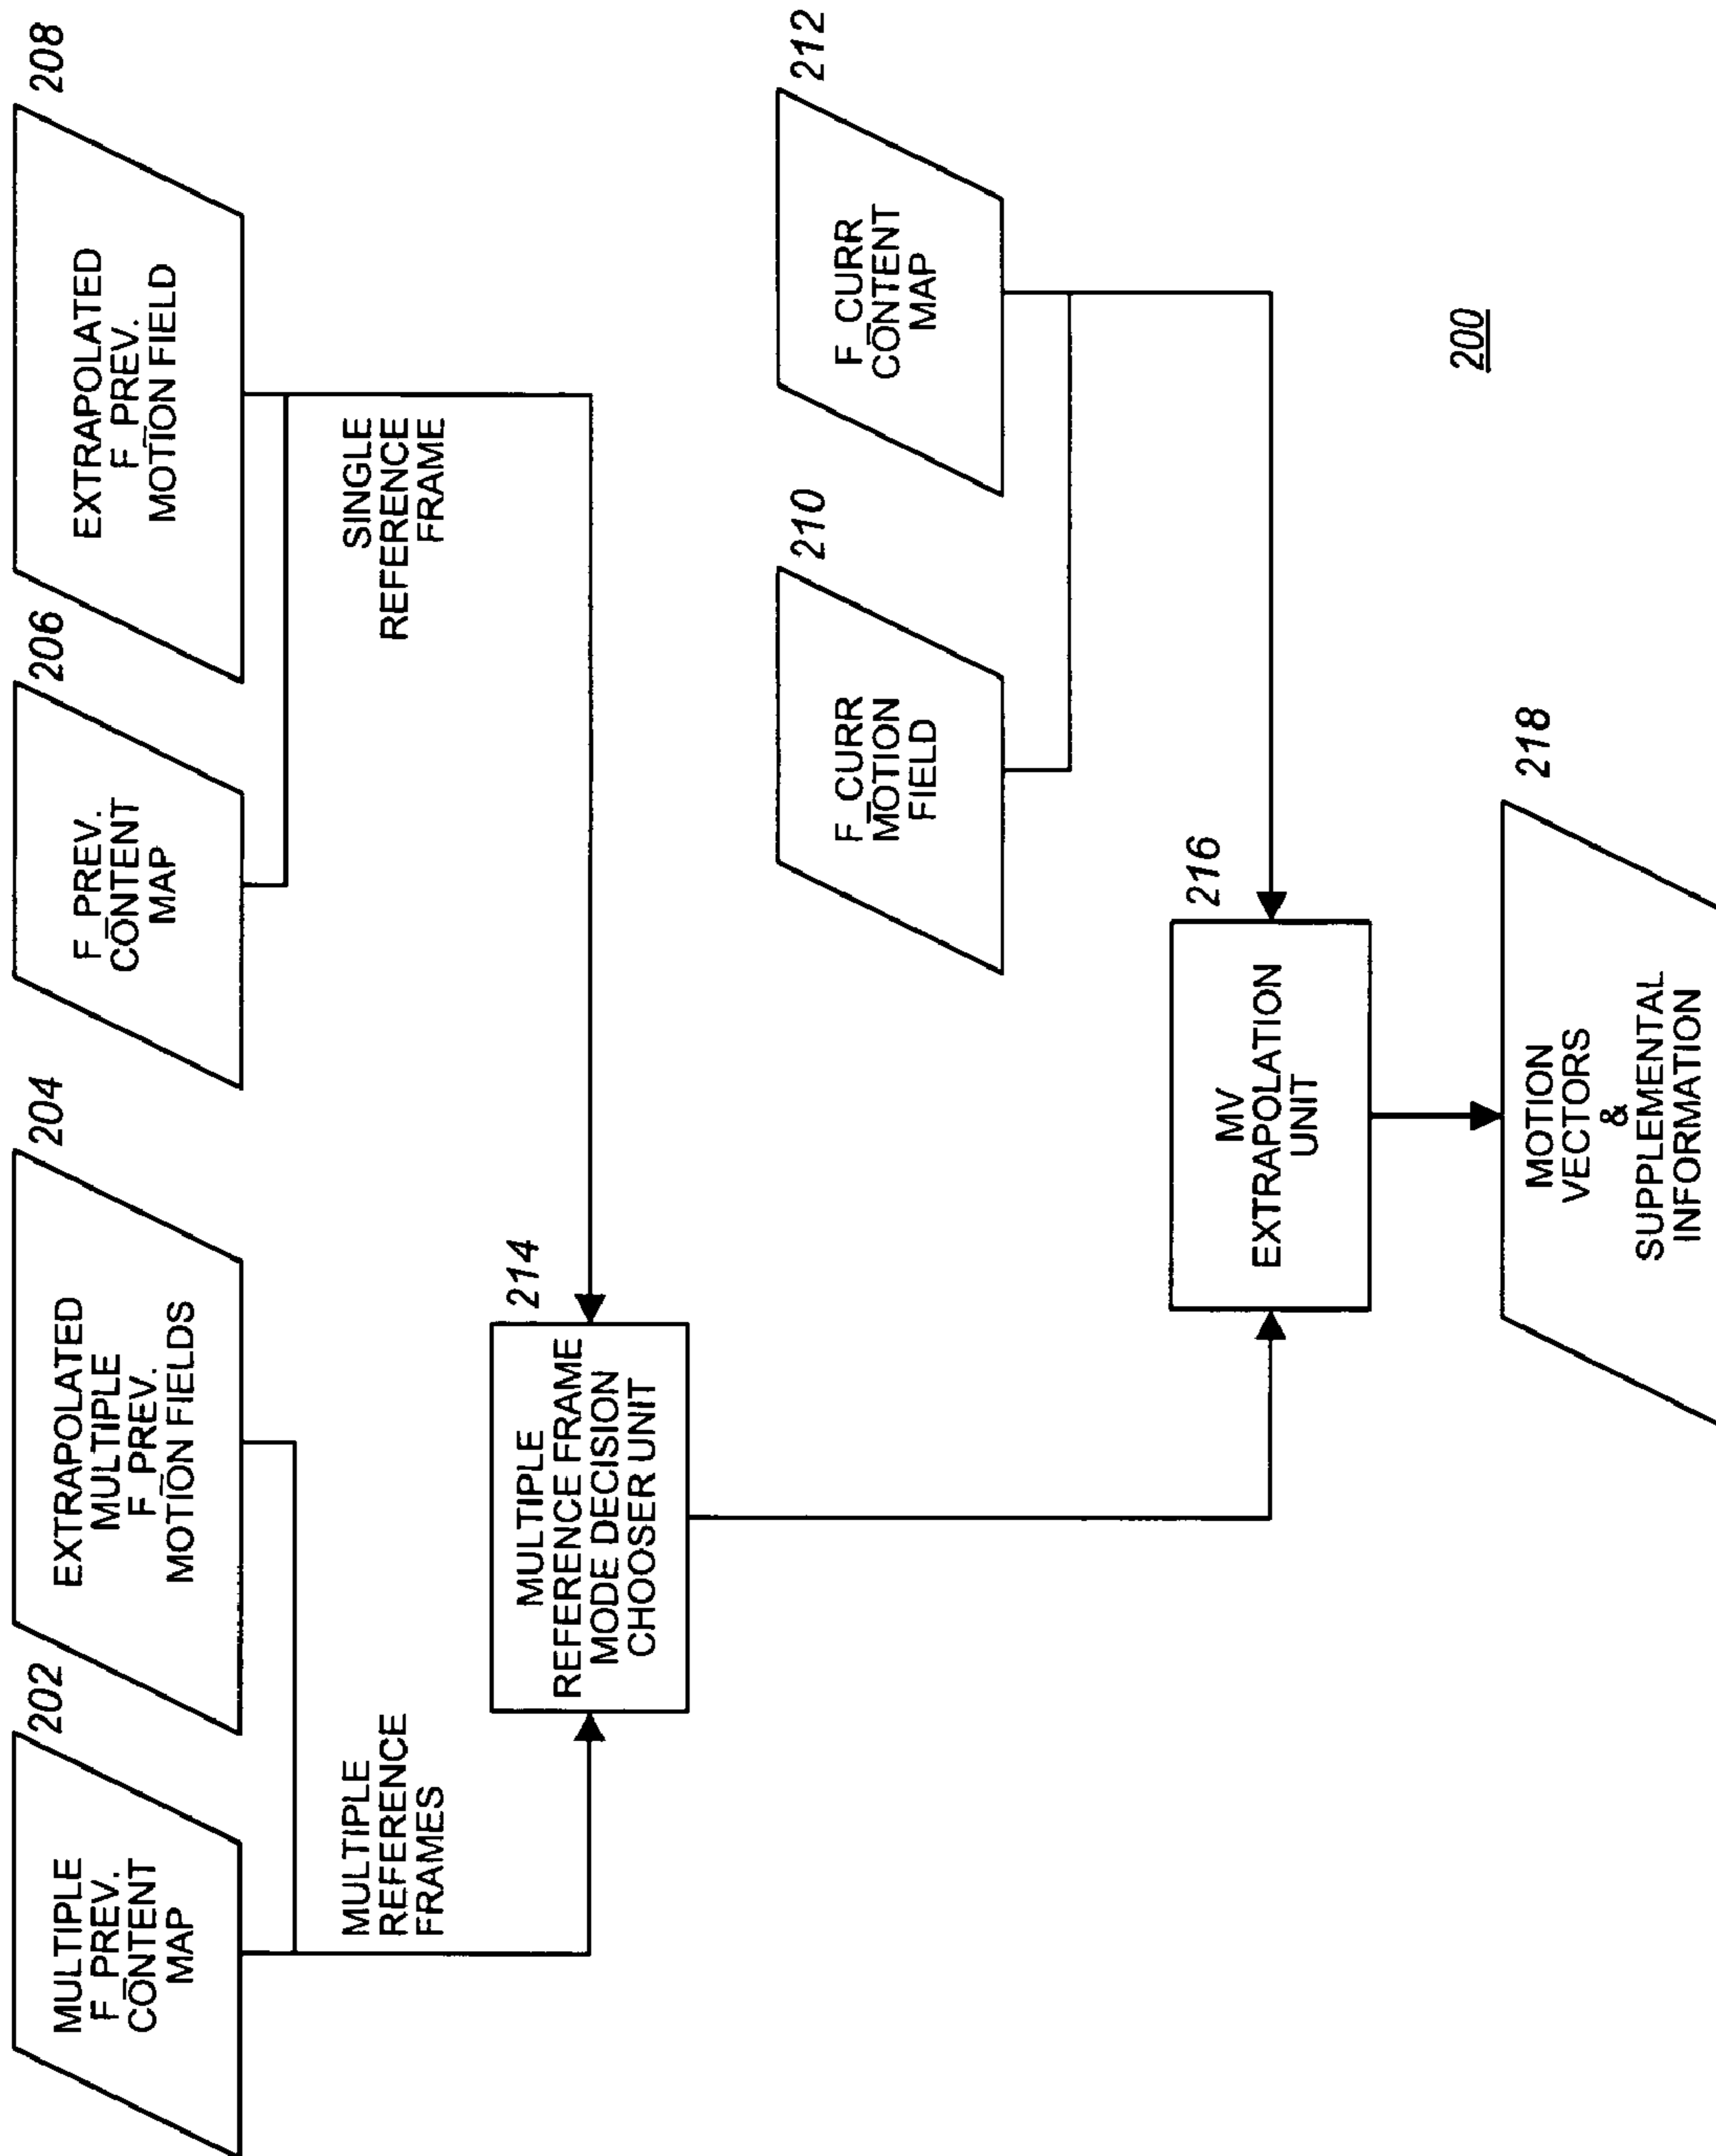 202
MULTIPLE
F_PREV.
CONTENT
MAP
204
EXTRAPOLATED
MULTIPLE
F_PREV.
MOTION FIELDS
206
F_PREV.
CONTENT
MAP
208
EXTRAPOLATED
F_PREV.
MOTION FIELD
MULTIPLE
REFERENCE
FRAMES
SINGLE
REFERENCE
FRAME
214
MULTIPLE
REFERENCE FRAME
MODE DECISION
CHOOSER UNIT
210
F_CURR
MOTION
FIELD
212
F_CURR
CONTENT
MAP
216
MV
EXTRAPOLATION
UNIT
218
MOTION
VECTORS
&
SUPPLEMENTAL
INFORMATION
200